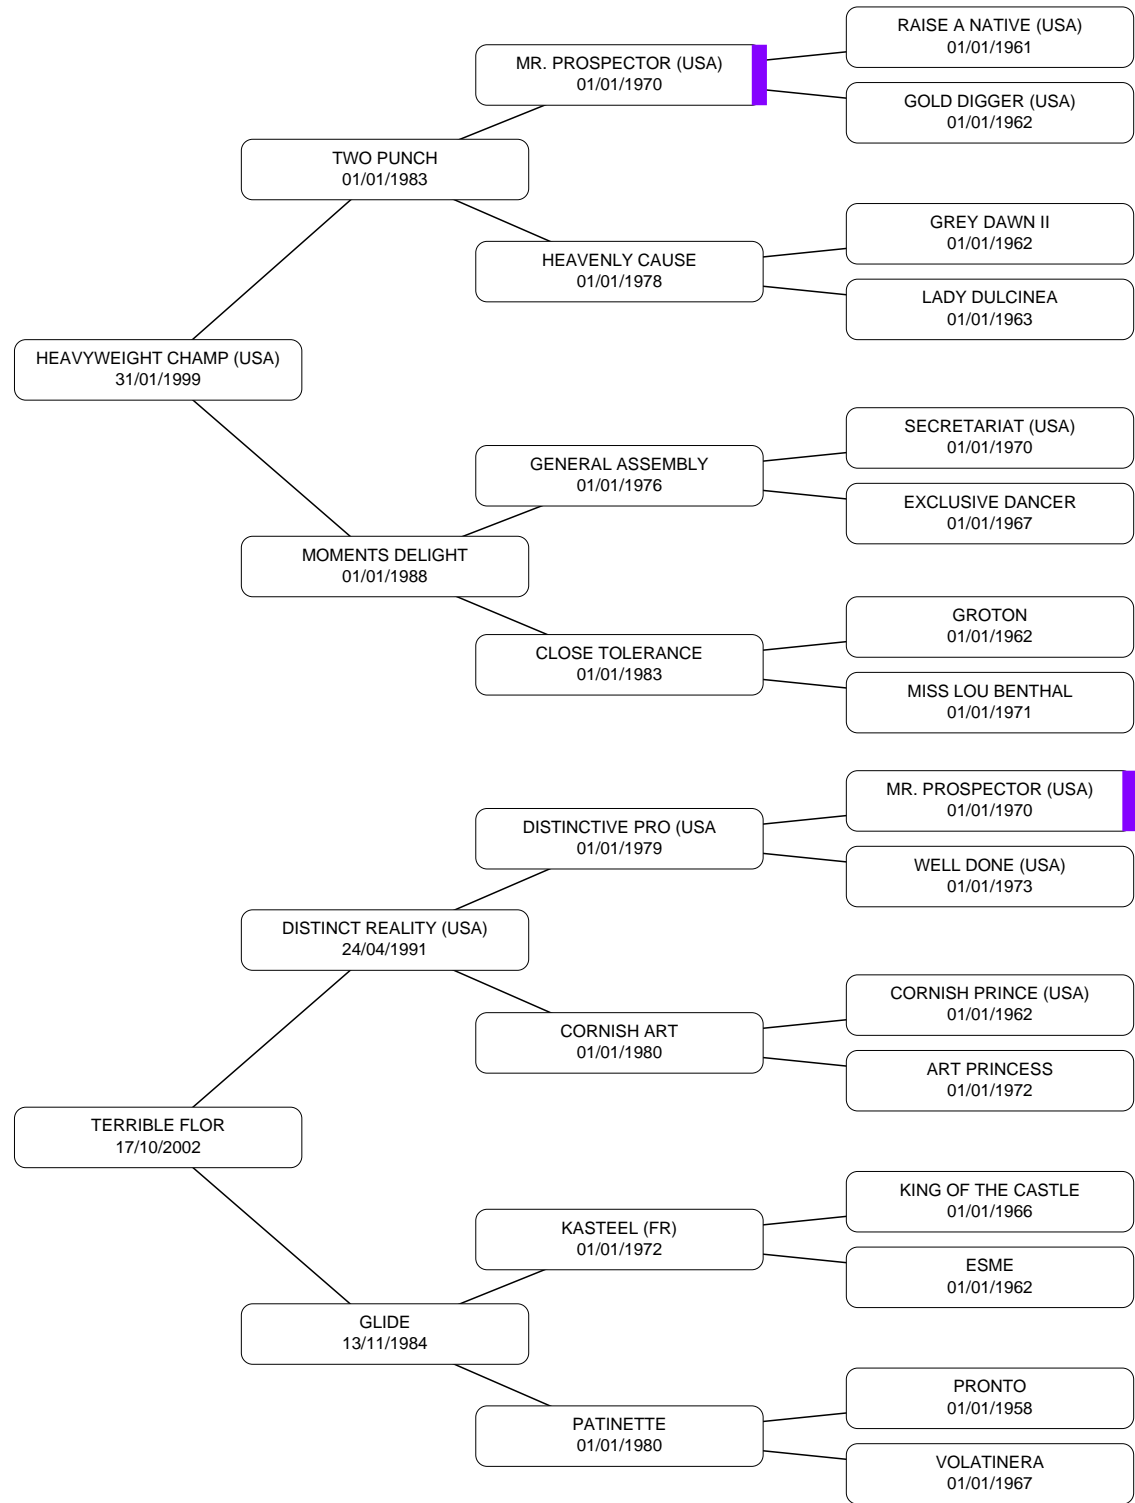 RAISE A NATIVE (USA)
01/01/1961
MR. PROSPECTOR (USA)
01/01/1970
GOLD DIGGER (USA)
01/01/1962
TWO PUNCH
01/01/1983
GREY DAWN II
01/01/1962
HEAVENLY CAUSE
01/01/1978
LADY DULCINEA
01/01/1963
HEAVYWEIGHT CHAMP (USA)
31/01/1999
SECRETARIAT (USA)
01/01/1970
GENERAL ASSEMBLY
01/01/1976
EXCLUSIVE DANCER
01/01/1967
MOMENTS DELIGHT
01/01/1988
GROTON
01/01/1962
CLOSE TOLERANCE
01/01/1983
MISS LOU BENTHAL
01/01/1971
MR. PROSPECTOR (USA)
01/01/1970
DISTINCTIVE PRO (USA
01/01/1979
WELL DONE (USA)
01/01/1973
DISTINCT REALITY (USA)
24/04/1991
CORNISH PRINCE (USA)
01/01/1962
CORNISH ART
01/01/1980
ART PRINCESS
01/01/1972
TERRIBLE FLOR
17/10/2002
KING OF THE CASTLE
01/01/1966
KASTEEL (FR)
01/01/1972
ESME
01/01/1962
GLIDE
13/11/1984
PRONTO
01/01/1958
PATINETTE
01/01/1980
VOLATINERA
01/01/1967